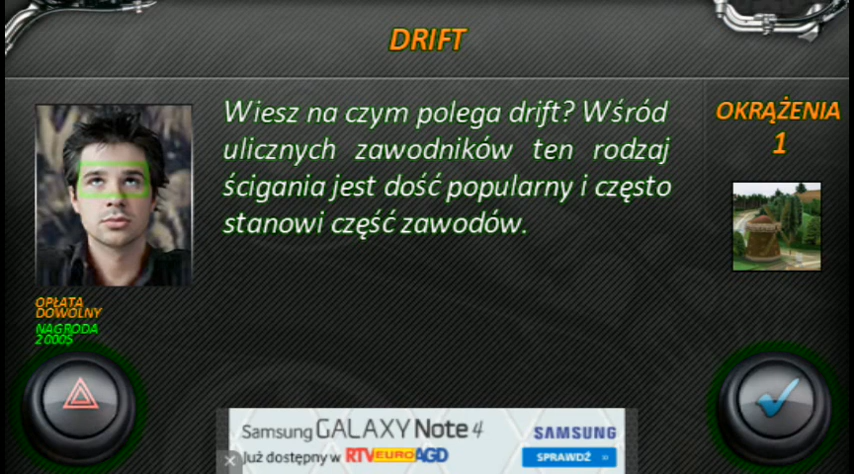 DRIFT
Wiesz na czym polega drift? Wśród
ulicznych zawodników ten rodzaj
ścigania jest dość popularny i często
stanowi część zawodów.
OKRĄŻENIA
1
OPŁATA
DOWOLNY
NAGRODA
2000$
Samsung GALAXY Note 4
Już dostępny w RTV EURO AGD
SAMSUNG
SPRAWDŹ »